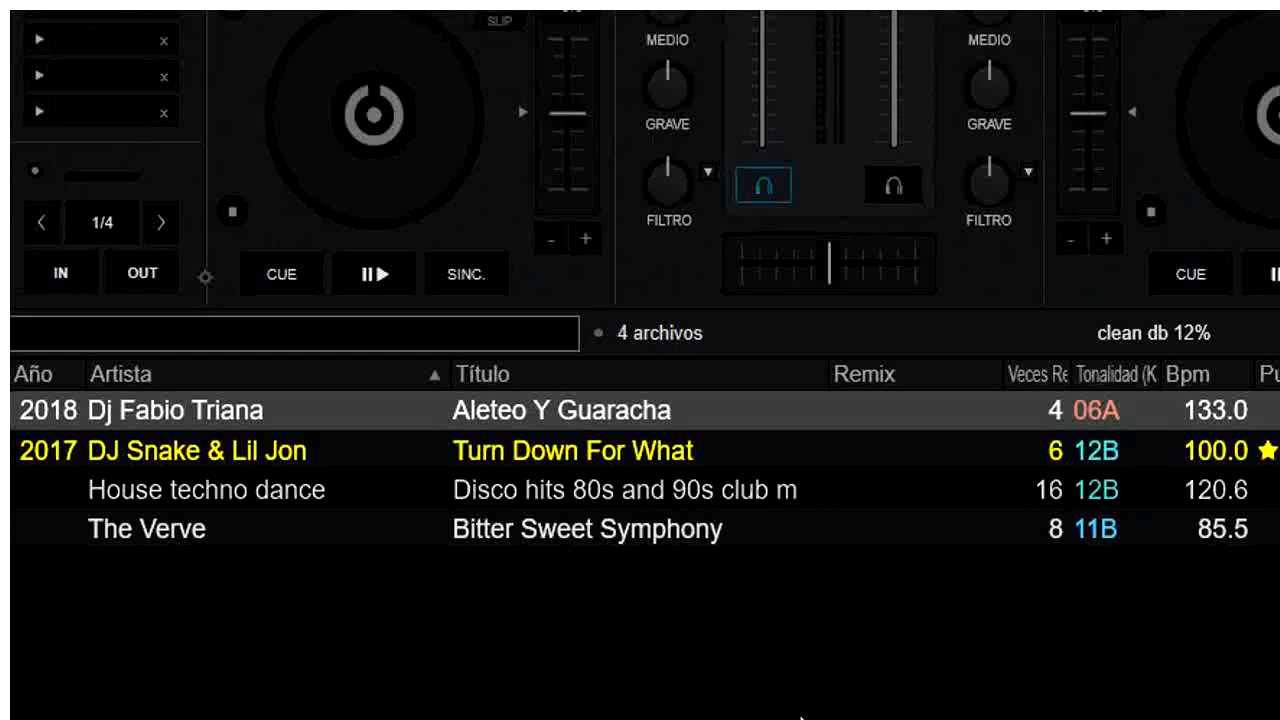 SLIP
MEDIO
MEDIO
x
x
x
GRAVE
GRAVE
FILTRO
FILTRO
1/4
- +
- +
IN OUT CUE SINC. CUE
4 archivos clean db 12%
Año Artista Título Remix Veces Re Tonalidad (K Bpm Pu
2018 Dj Fabio Triana Aleteo Y Guaracha 4 06A 133.0
2017 DJ Snake & Lil Jon Turn Down For What 6 12B 100.0
House techno dance Disco hits 80s and 90s club m 16 12B 120.6
The Verve Bitter Sweet Symphony 8 11B 85.5